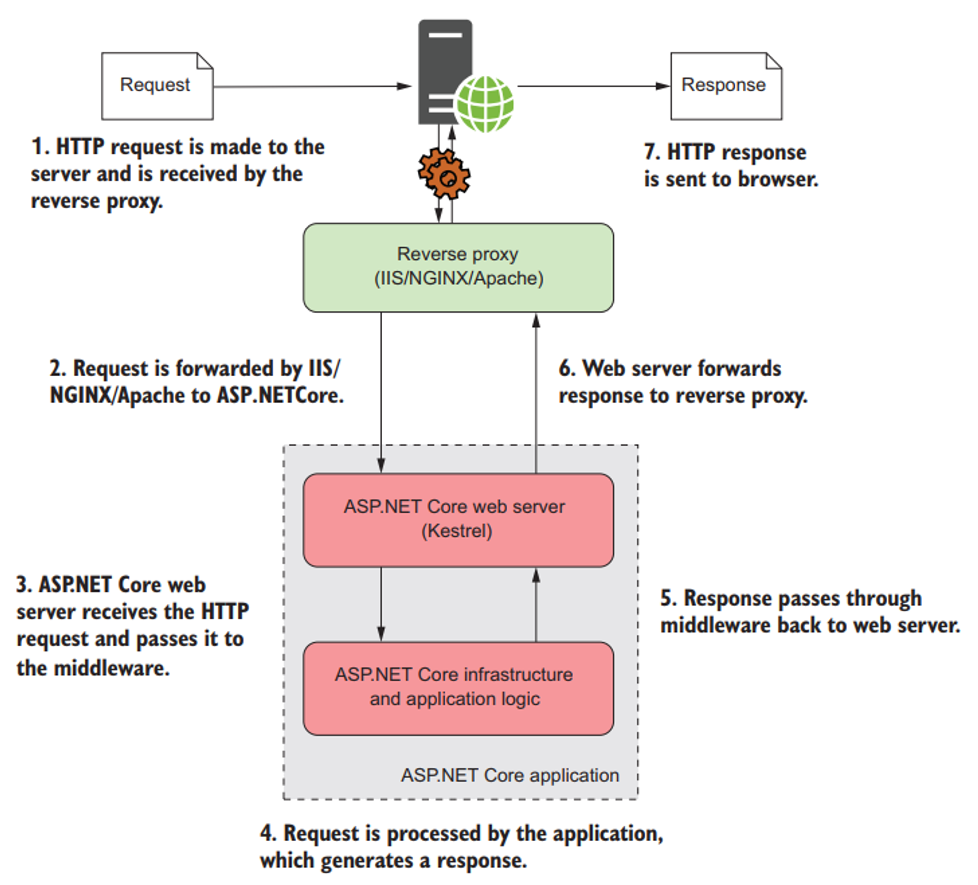 Request
Response
1. HTTP request is made to the
server and is received by the
reverse proxy.
7. HTTP response
is sent to browser.
Reverse proxy
(IIS/NGINX/Apache)
2. Request is forwarded by IIS/
NGINX/Apache to ASP.NETCore.
6. Web server forwards
response to reverse proxy.
ASP.NET Core web server
(Kestrel)
3. ASP.NET Core web
server receives the HTTP
request and passes it to
the middleware.
5. Response passes through
middleware back to web server.
ASP.NET Core infrastructure
and application logic
ASP.NET Core application
4. Request is processed by the application,
which generates a response.